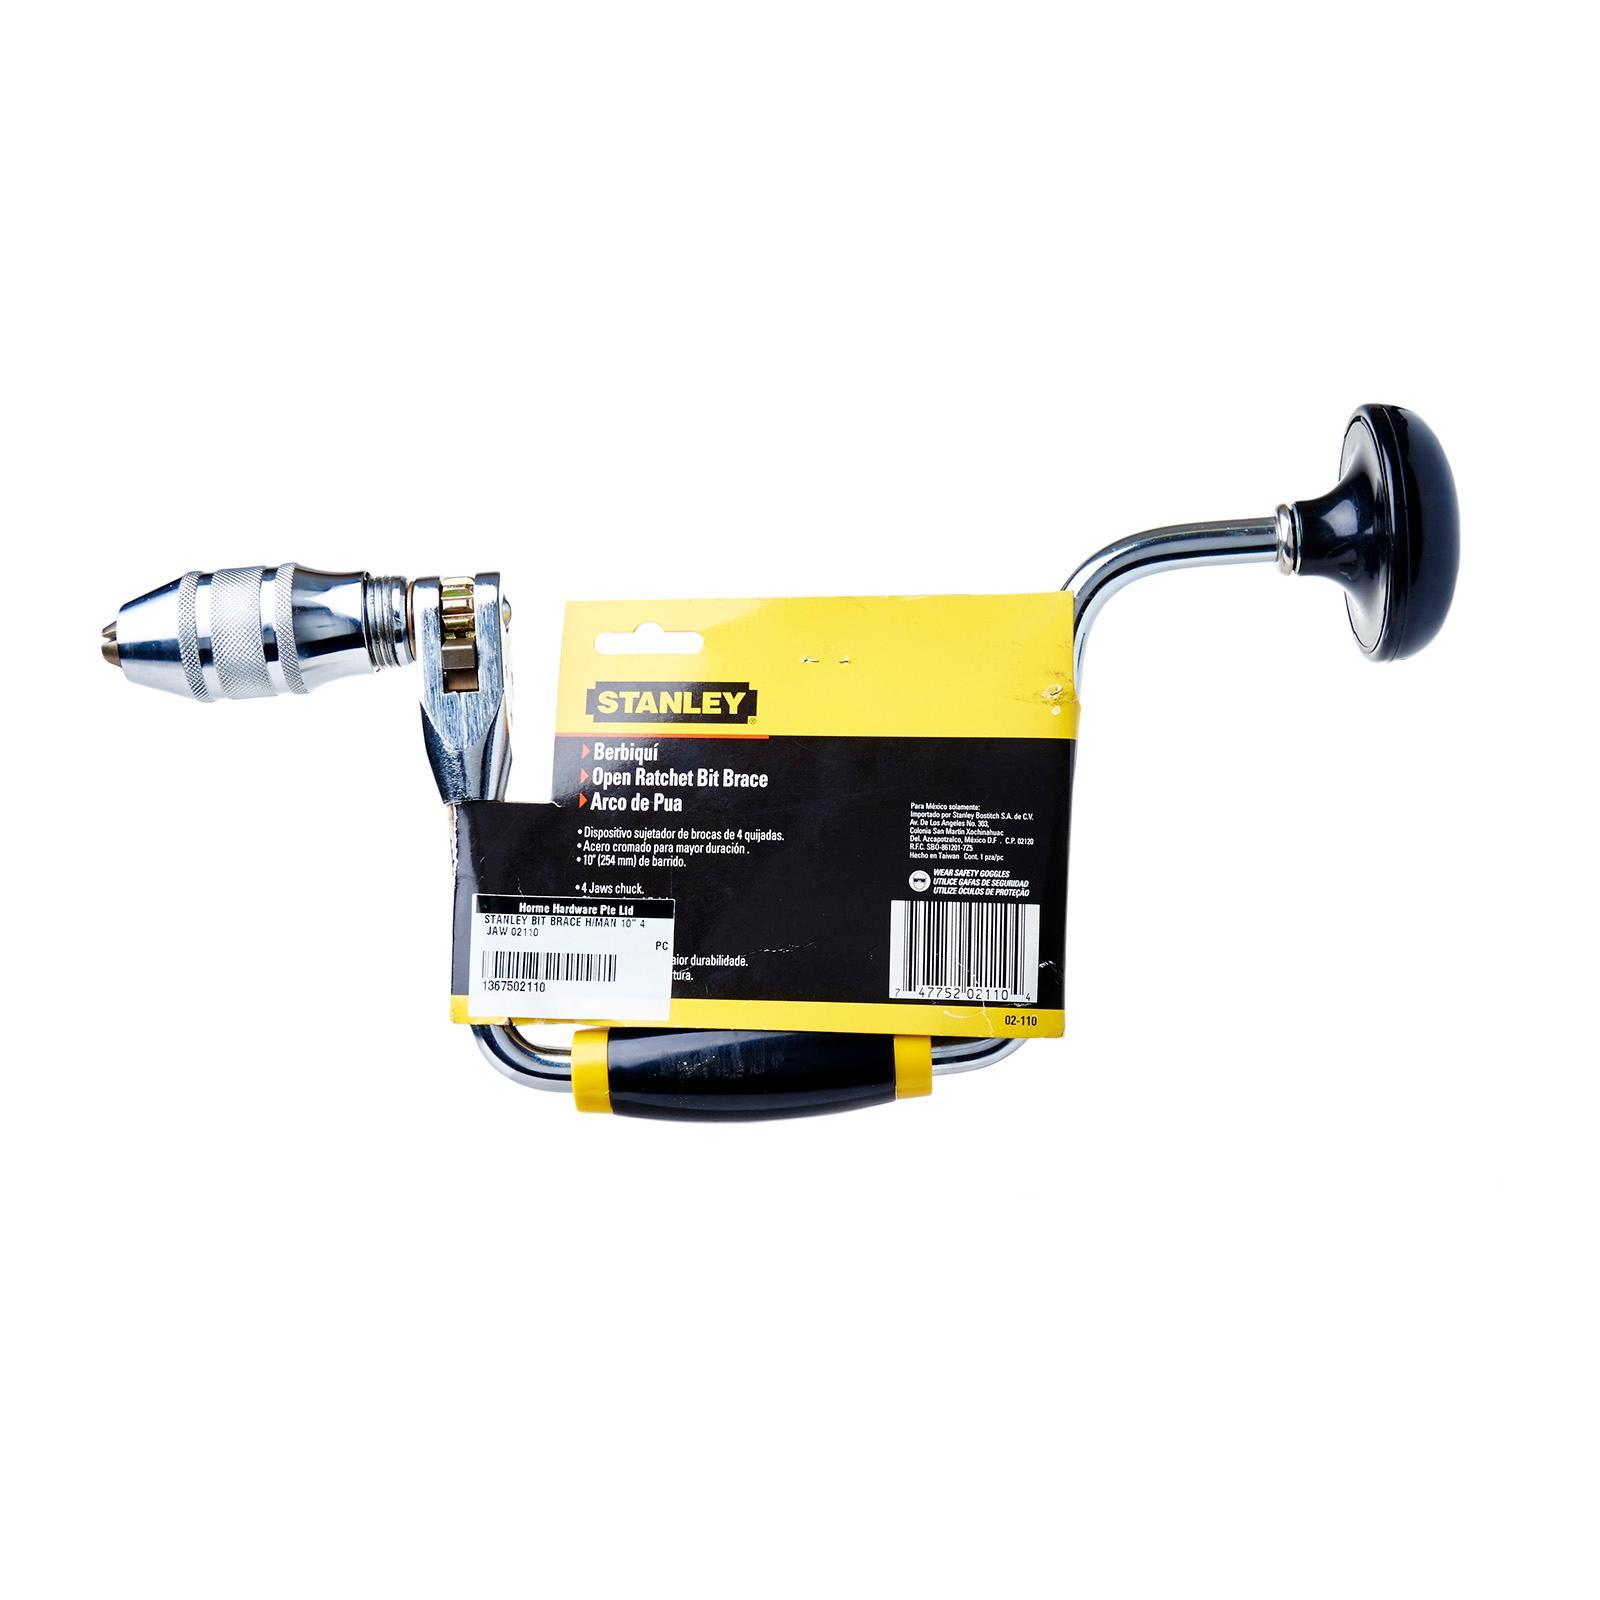 STANLEY®
Berbiquí
Open Ratchet Bit Brace
Arco de Pua
• Dispositivo sujetador de brocas de 4 quijadas.
• Acero cromado para mayor duración .
• 10" (254 mm) de barrido.
• 4 Jaws chuck.
aior durabilidade.
tura.
Horme Hardware Pte Ltd
STANLEY BIT BRACE H/MAN 10" 4
JAW 02110
PC
1367502110
Para México solamente:
Importado por Stanley Bostitch S.A. de C.V.
Av. De Los Angeles No. 303,
Colonia San Martín Xochinahuac
Del. Azcapotzalco, México D.F . C.P. 02120
R.F.C. SBO-861201-7Z5
Hecho en Taiwan Cont. 1 pza/pc
WEAR SAFETY GOGGLES
UTILICE GAFAS DE SEGURIDAD
UTILIZE ÓCULOS DE PROTEÇÃO
7 47752 02110 4
02-110